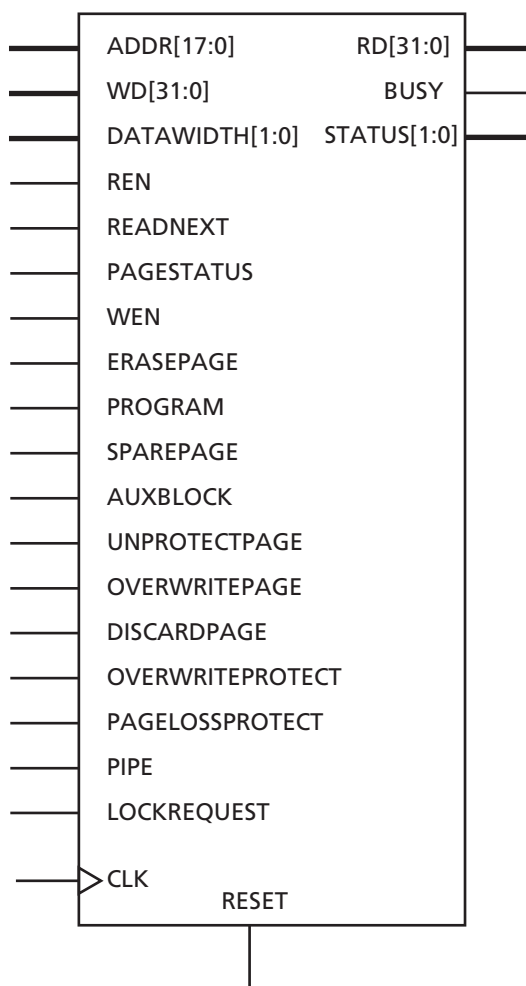 ADDR[17:0] RD[31:0]
WD[31:0] BUSY
DATAWIDTH[1:0] STATUS[1:0]
REN
READNEXT
PAGESTATUS
WEN
ERASEPAGE
PROGRAM
SPAREPAGE
AUXBLOCK
UNPROTECTPAGE
OVERWRITEPAGE
DISCARDPAGE
OVERWRITEPROTECT
PAGELOSSPROTECT
PIPE
LOCKREQUEST
CLK
RESET